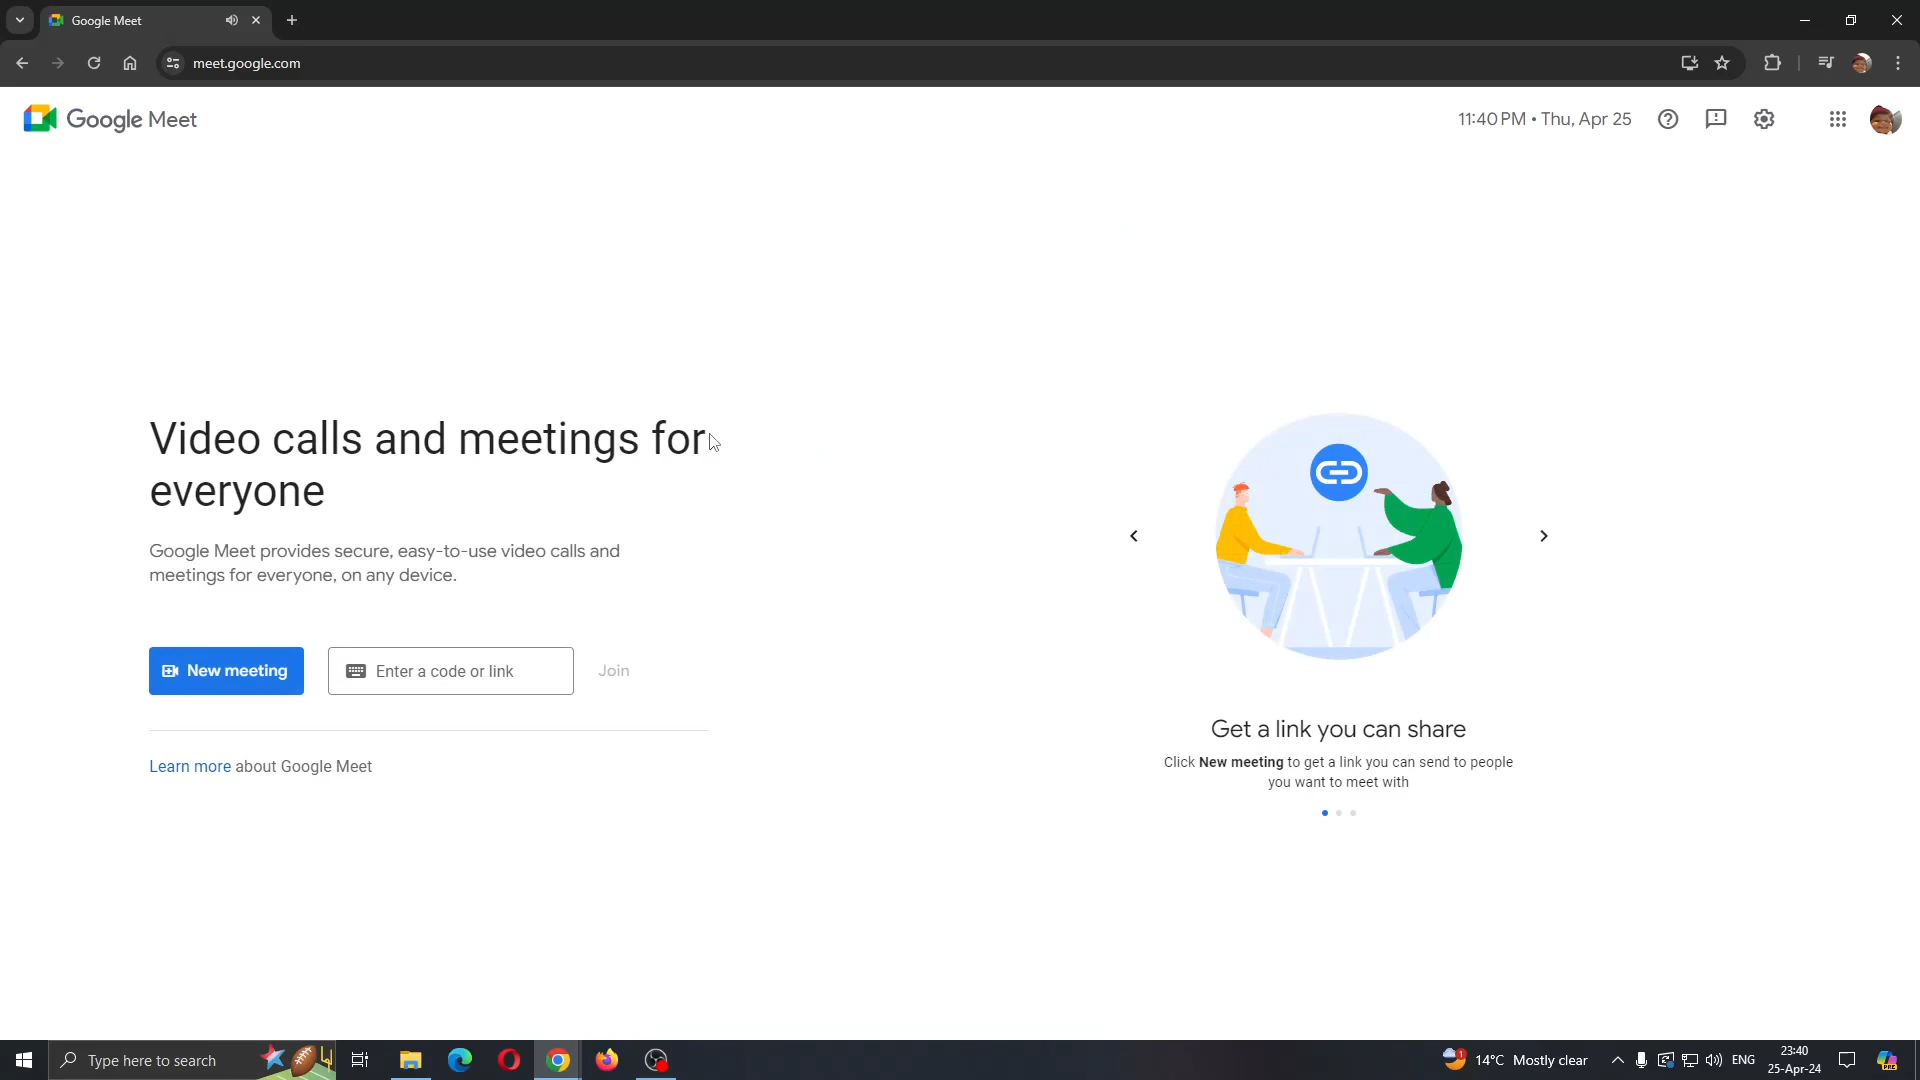 Google Meet
meet.google.com
Google Meet
11:40 PM • Thu, Apr 25
Video calls and meetings for
everyone
Google Meet provides secure, easy-to-use video calls and
meetings for everyone, on any device.
New meeting
Enter a code or link
Join
Learn more about Google Meet
Get a link you can share
Click New meeting to get a link you can send to people
you want to meet with
Type here to search
1
14°C Mostly clear
ENG
23:40
25-Apr-24
PRE